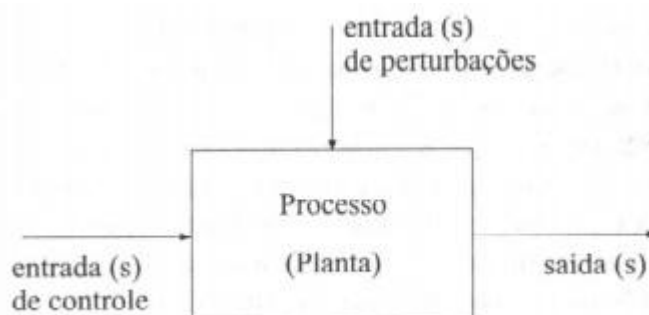 entrada (s)
de perturbações
Processo
(Planta)
entrada (s)
de controle
saída (s)